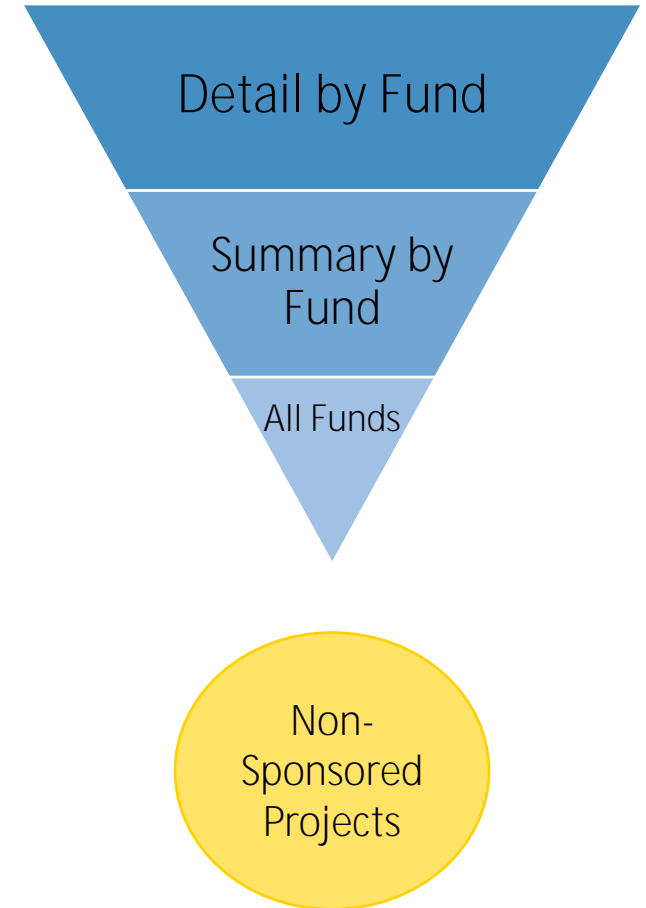 Detail by Fund
Summary by
Fund
All Funds
Non-
Sponsored
Projects